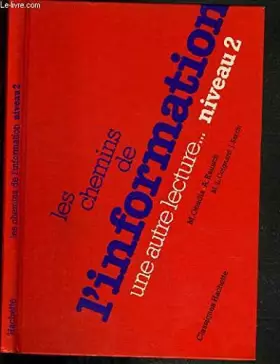 Hachette les chemins de l'information niveau 2
les
chemins
de
l'information
une autre lecture... niveau 2
Classiques Hachette